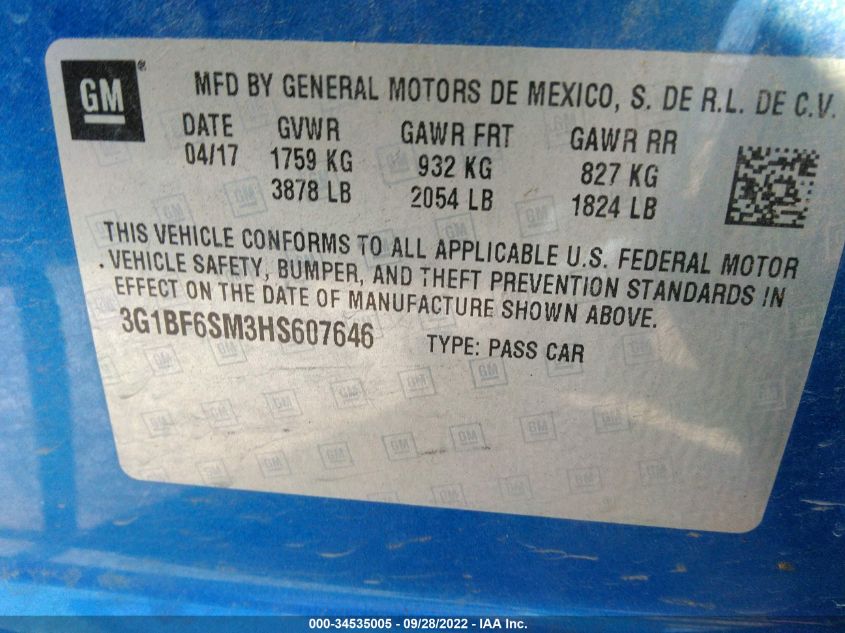 GM ®
MFD BY GENERAL MOTORS DE MEXICO, S. DE R.L. DE C.V.
DATE GVWR GAWR FRT GAWR RR
04/17 1759 KG 932 KG 827 KG
3878 LB 2054 LB 1824 LB
THIS VEHICLE CONFORMS TO ALL APPLICABLE U.S. FEDERAL MOTOR
VEHICLE SAFETY, BUMPER, AND THEFT PREVENTION STANDARDS IN
EFFECT ON THE DATE OF MANUFACTURE SHOWN ABOVE.
3G1BF6SM3HS607646 TYPE: PASS CAR
000-34535005 - 09/28/2022 - IAA Inc.